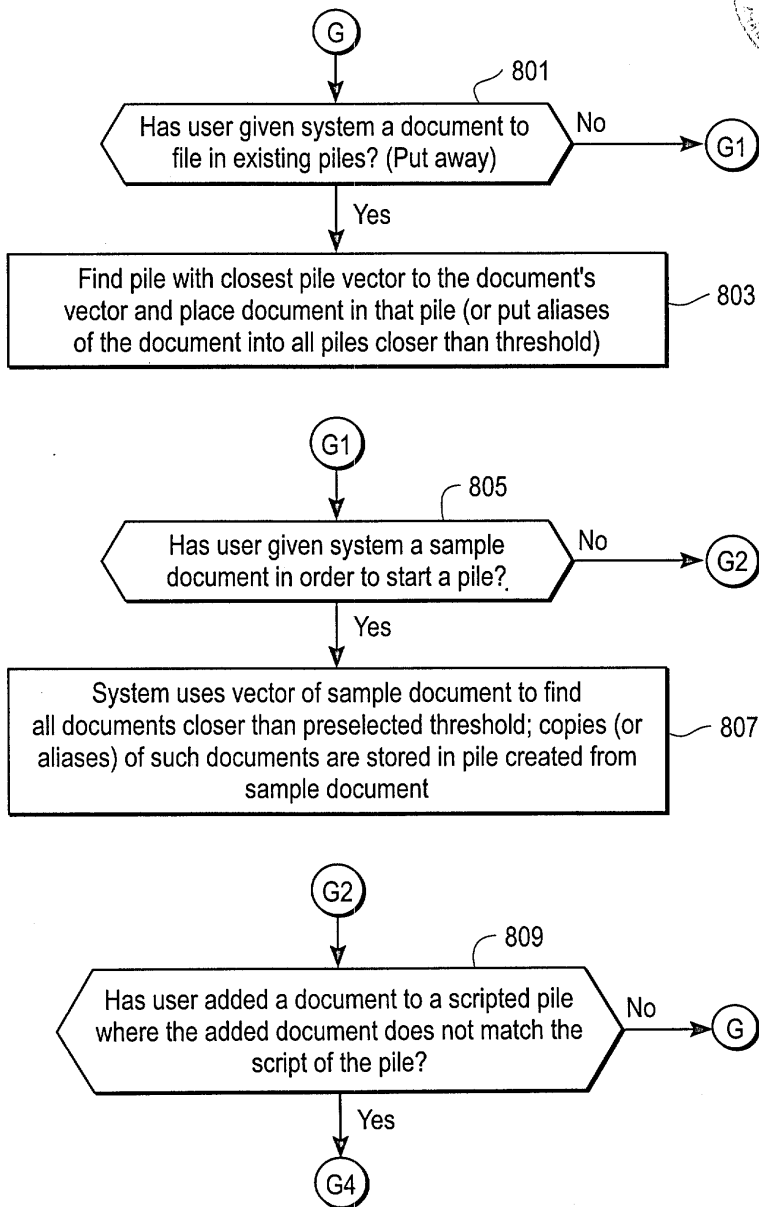 G
801
Has user given system a document to
file in existing piles? (Put away)
No
G1
Yes
Find pile with closest pile vector to the document's
vector and place document in that pile (or put aliases
of the document into all piles closer than threshold)
803
G1
805
Has user given system a sample
document in order to start a pile?
No
G2
Yes
System uses vector of sample document to find
all documents closer than preselected threshold; copies (or
aliases) of such documents are stored in pile created from
sample document
807
G2
809
Has user added a document to a scripted pile
where the added document does not match the
script of the pile?
No
G
Yes
G4